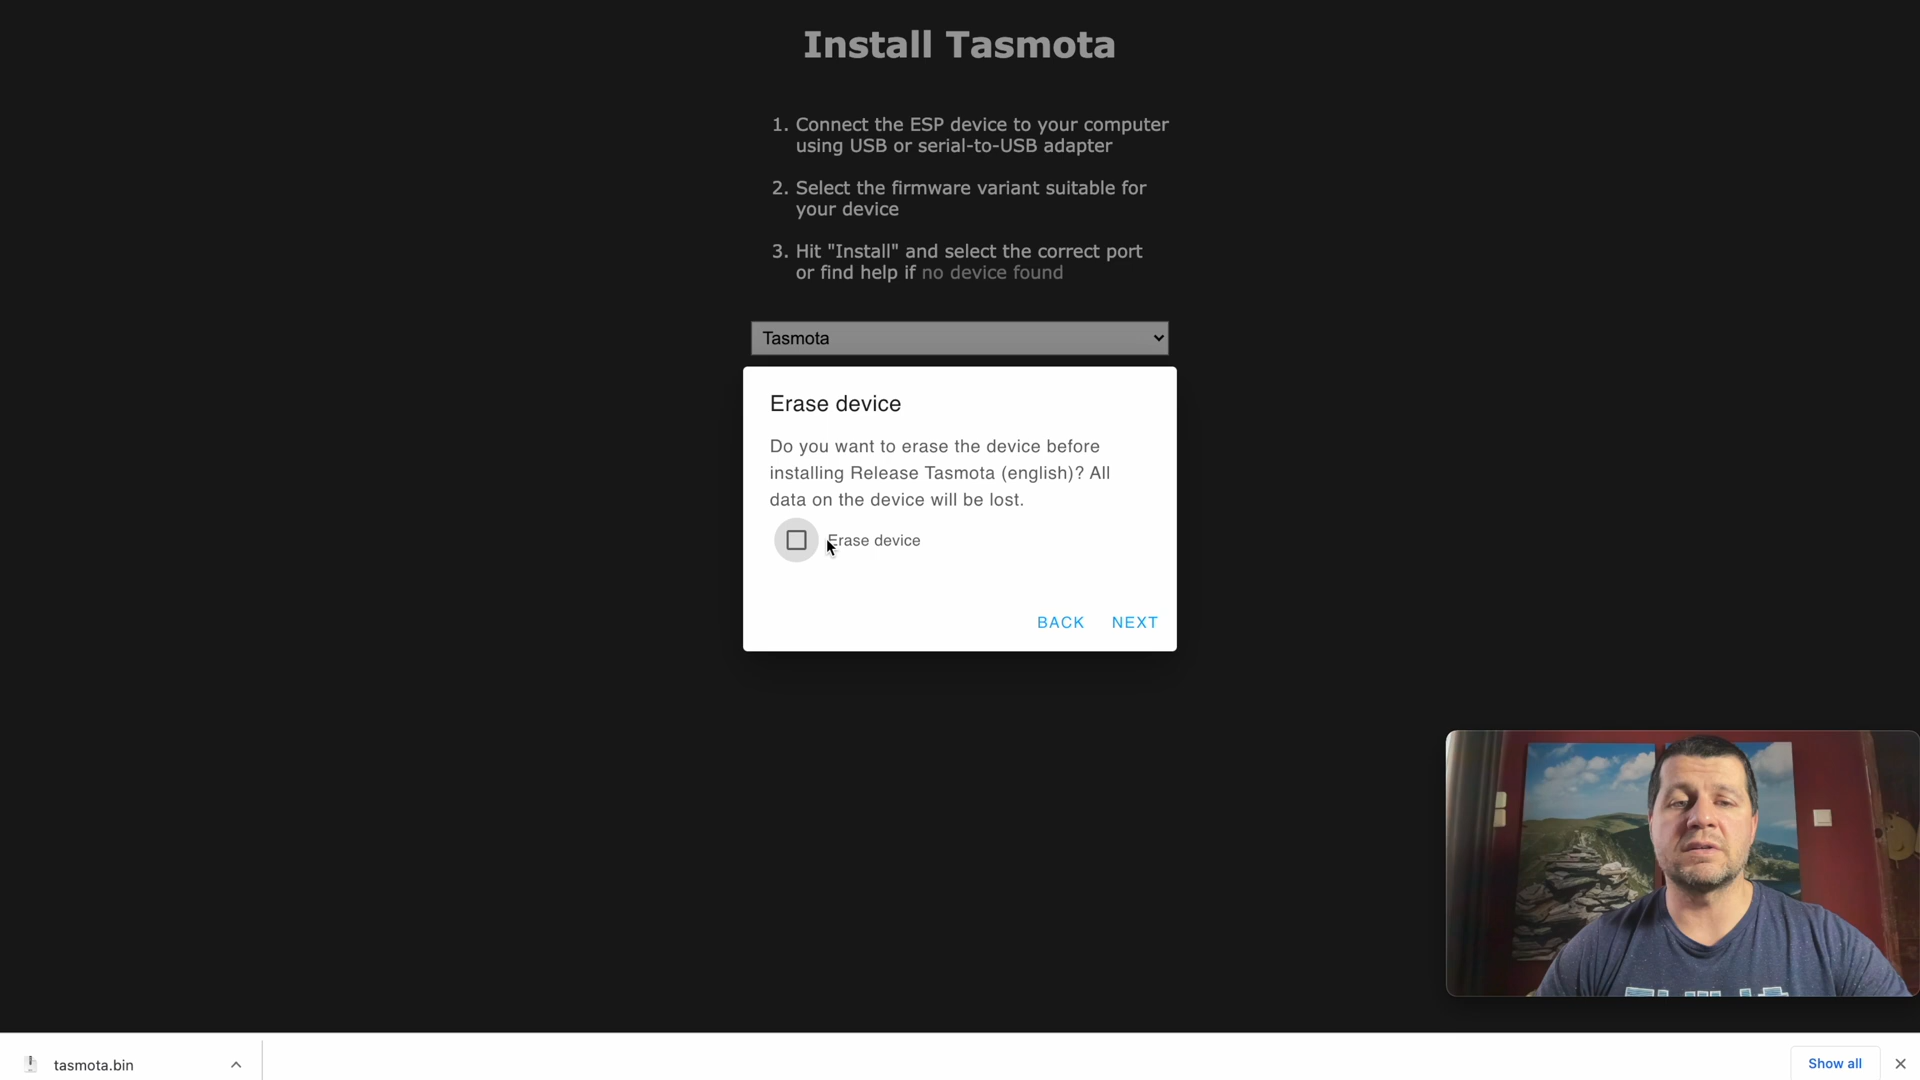 Install Tasmota
1. Connect the ESP device to your computer
using USB or serial-to-USB adapter
2. Select the firmware variant suitable for
your device
3. Hit "Install" and select the correct port
or find help if no device found
Tasmota
Erase device
Do you want to erase the device before
installing Release Tasmota (english)? All
data on the device will be lost.
Erase device
BACK NEXT
tasmota.bin
Show all